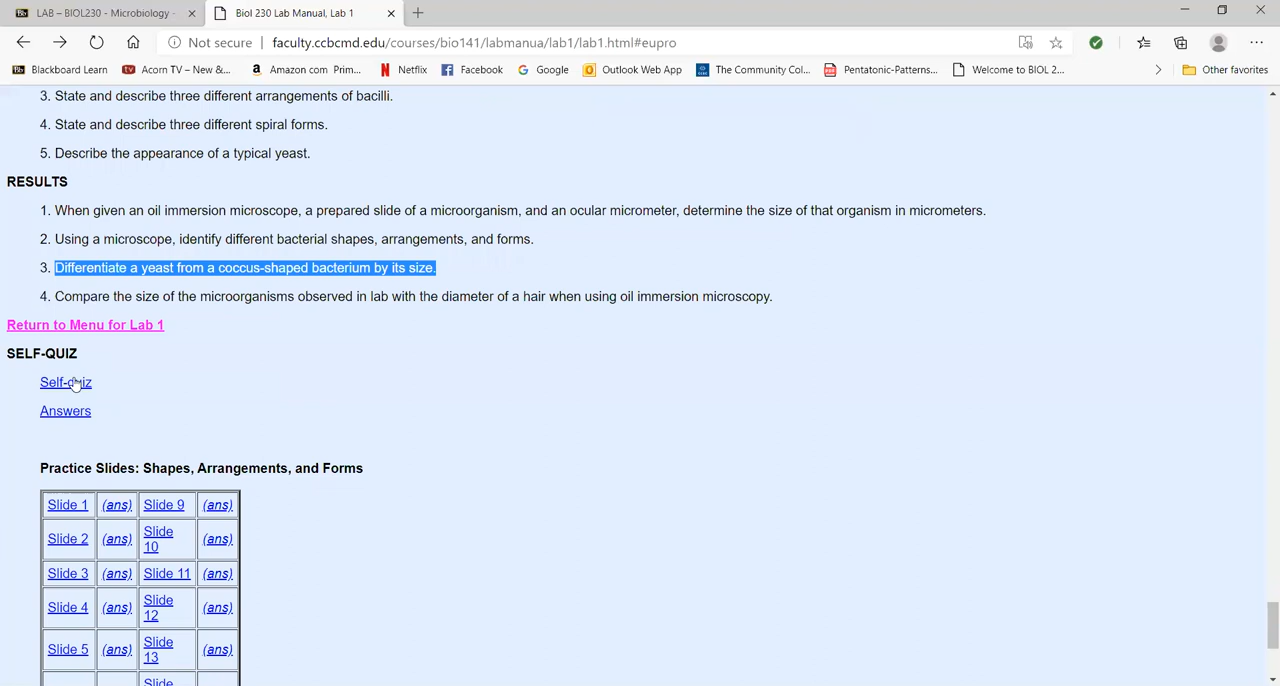 LAB – BIOL230 - Microbiology -
Biol 230 Lab Manual, Lab 1
Not secure | faculty.ccbcmd.edu/courses/bio141/labmanua/lab1/lab1.html#eupro
Blackboard Learn Acorn TV – New &... Amazon com Prim... Netflix Facebook Google Outlook Web App The Community Col... Pentatonic-Patterns... Welcome to BIOL 2... Other favorites
3. State and describe three different arrangements of bacilli.
4. State and describe three different spiral forms.
5. Describe the appearance of a typical yeast.
RESULTS
1. When given an oil immersion microscope, a prepared slide of a microorganism, and an ocular micrometer, determine the size of that organism in micrometers.
2. Using a microscope, identify different bacterial shapes, arrangements, and forms.
3. Differentiate a yeast from a coccus-shaped bacterium by its size.
4. Compare the size of the microorganisms observed in lab with the diameter of a hair when using oil immersion microscopy.
Return to Menu for Lab 1
SELF-QUIZ
Self-quiz
Answers
Practice Slides: Shapes, Arrangements, and Forms
Slide 1 (ans) Slide 9 (ans)
Slide 2 (ans) Slide
10 (ans)
Slide 3 (ans) Slide 11 (ans)
Slide 4 (ans) Slide
12 (ans)
Slide 5 (ans) Slide
13 (ans)
Slide